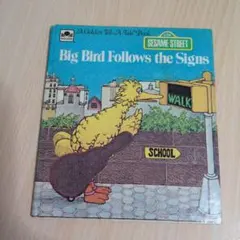 A Golden Tell-A-Tale Book
SESAME STREET
Big Bird Follows the Signs
WALK
SCHOOL